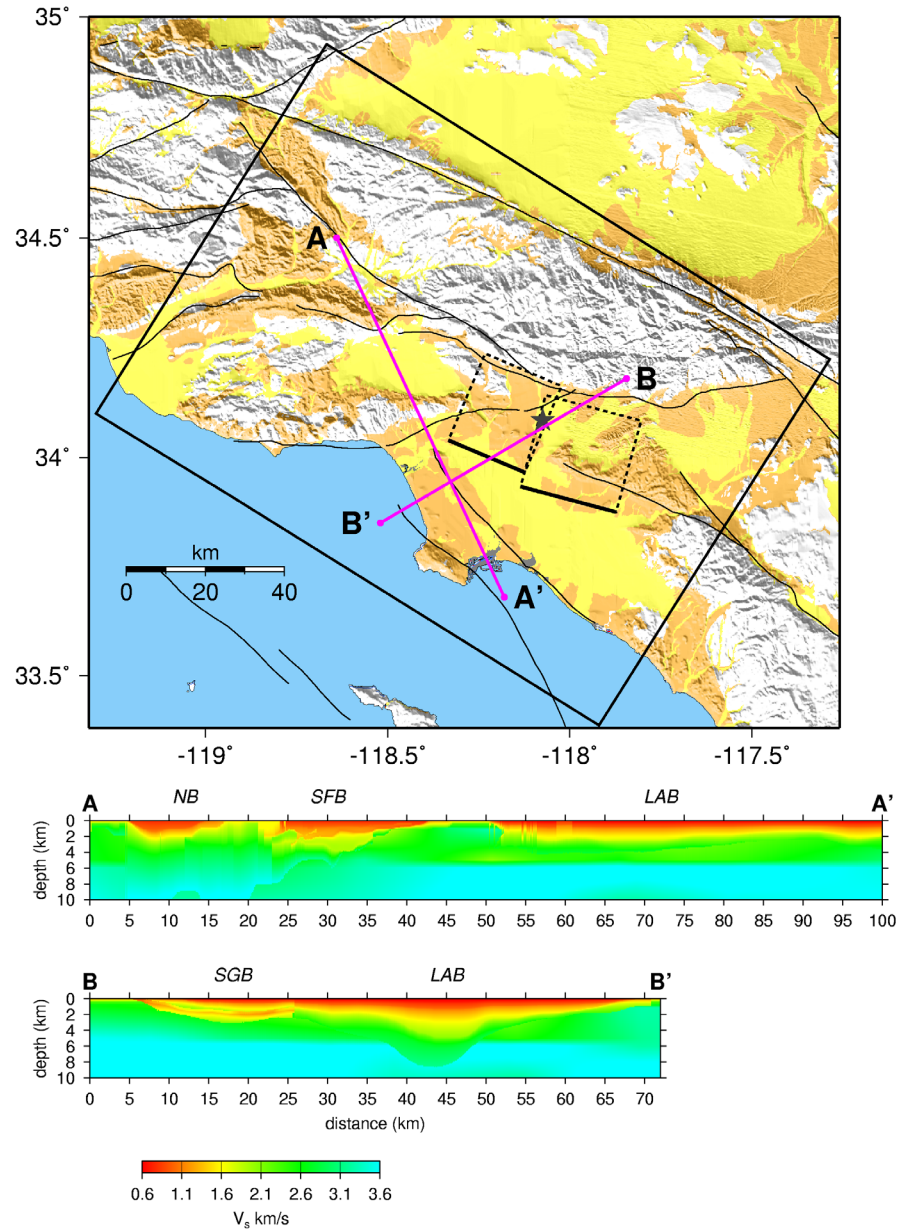 35˚
34.5˚
34˚
33.5˚
A
B
B’
A’
km
0 20 40
-119˚ -118.5˚ -118˚ -117.5˚
A NB SFB LAB A’
depth (km)
0
2
4
6
8
10
0 5 10 15 20 25 30 35 40 45 50 55 60 65 70 75 80 85 90 95 100
B SGB LAB B’
depth (km)
0
2
4
6
8
10
0 5 10 15 20 25 30 35 40 45 50 55 60 65 70
distance (km)
0.6 1.1 1.6 2.1 2.6 3.1 3.6
Vs km/s